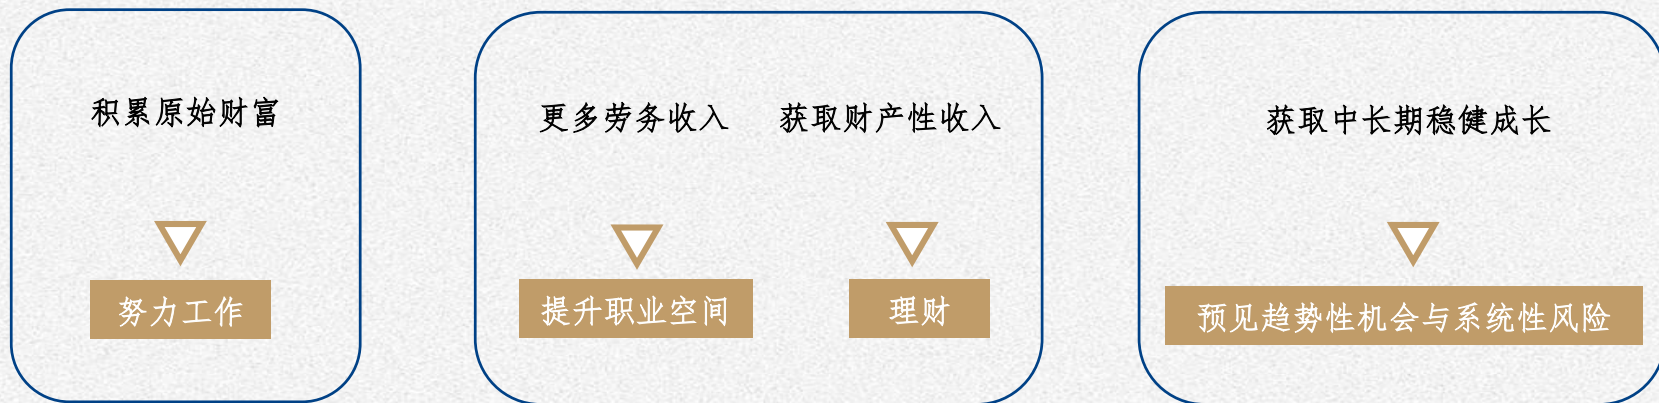 积累原始财富
努力工作
更多劳务收入
获取财产性收入
提升职业空间
理财
获取中长期稳健成长
预见趋势性机会与系统性风险